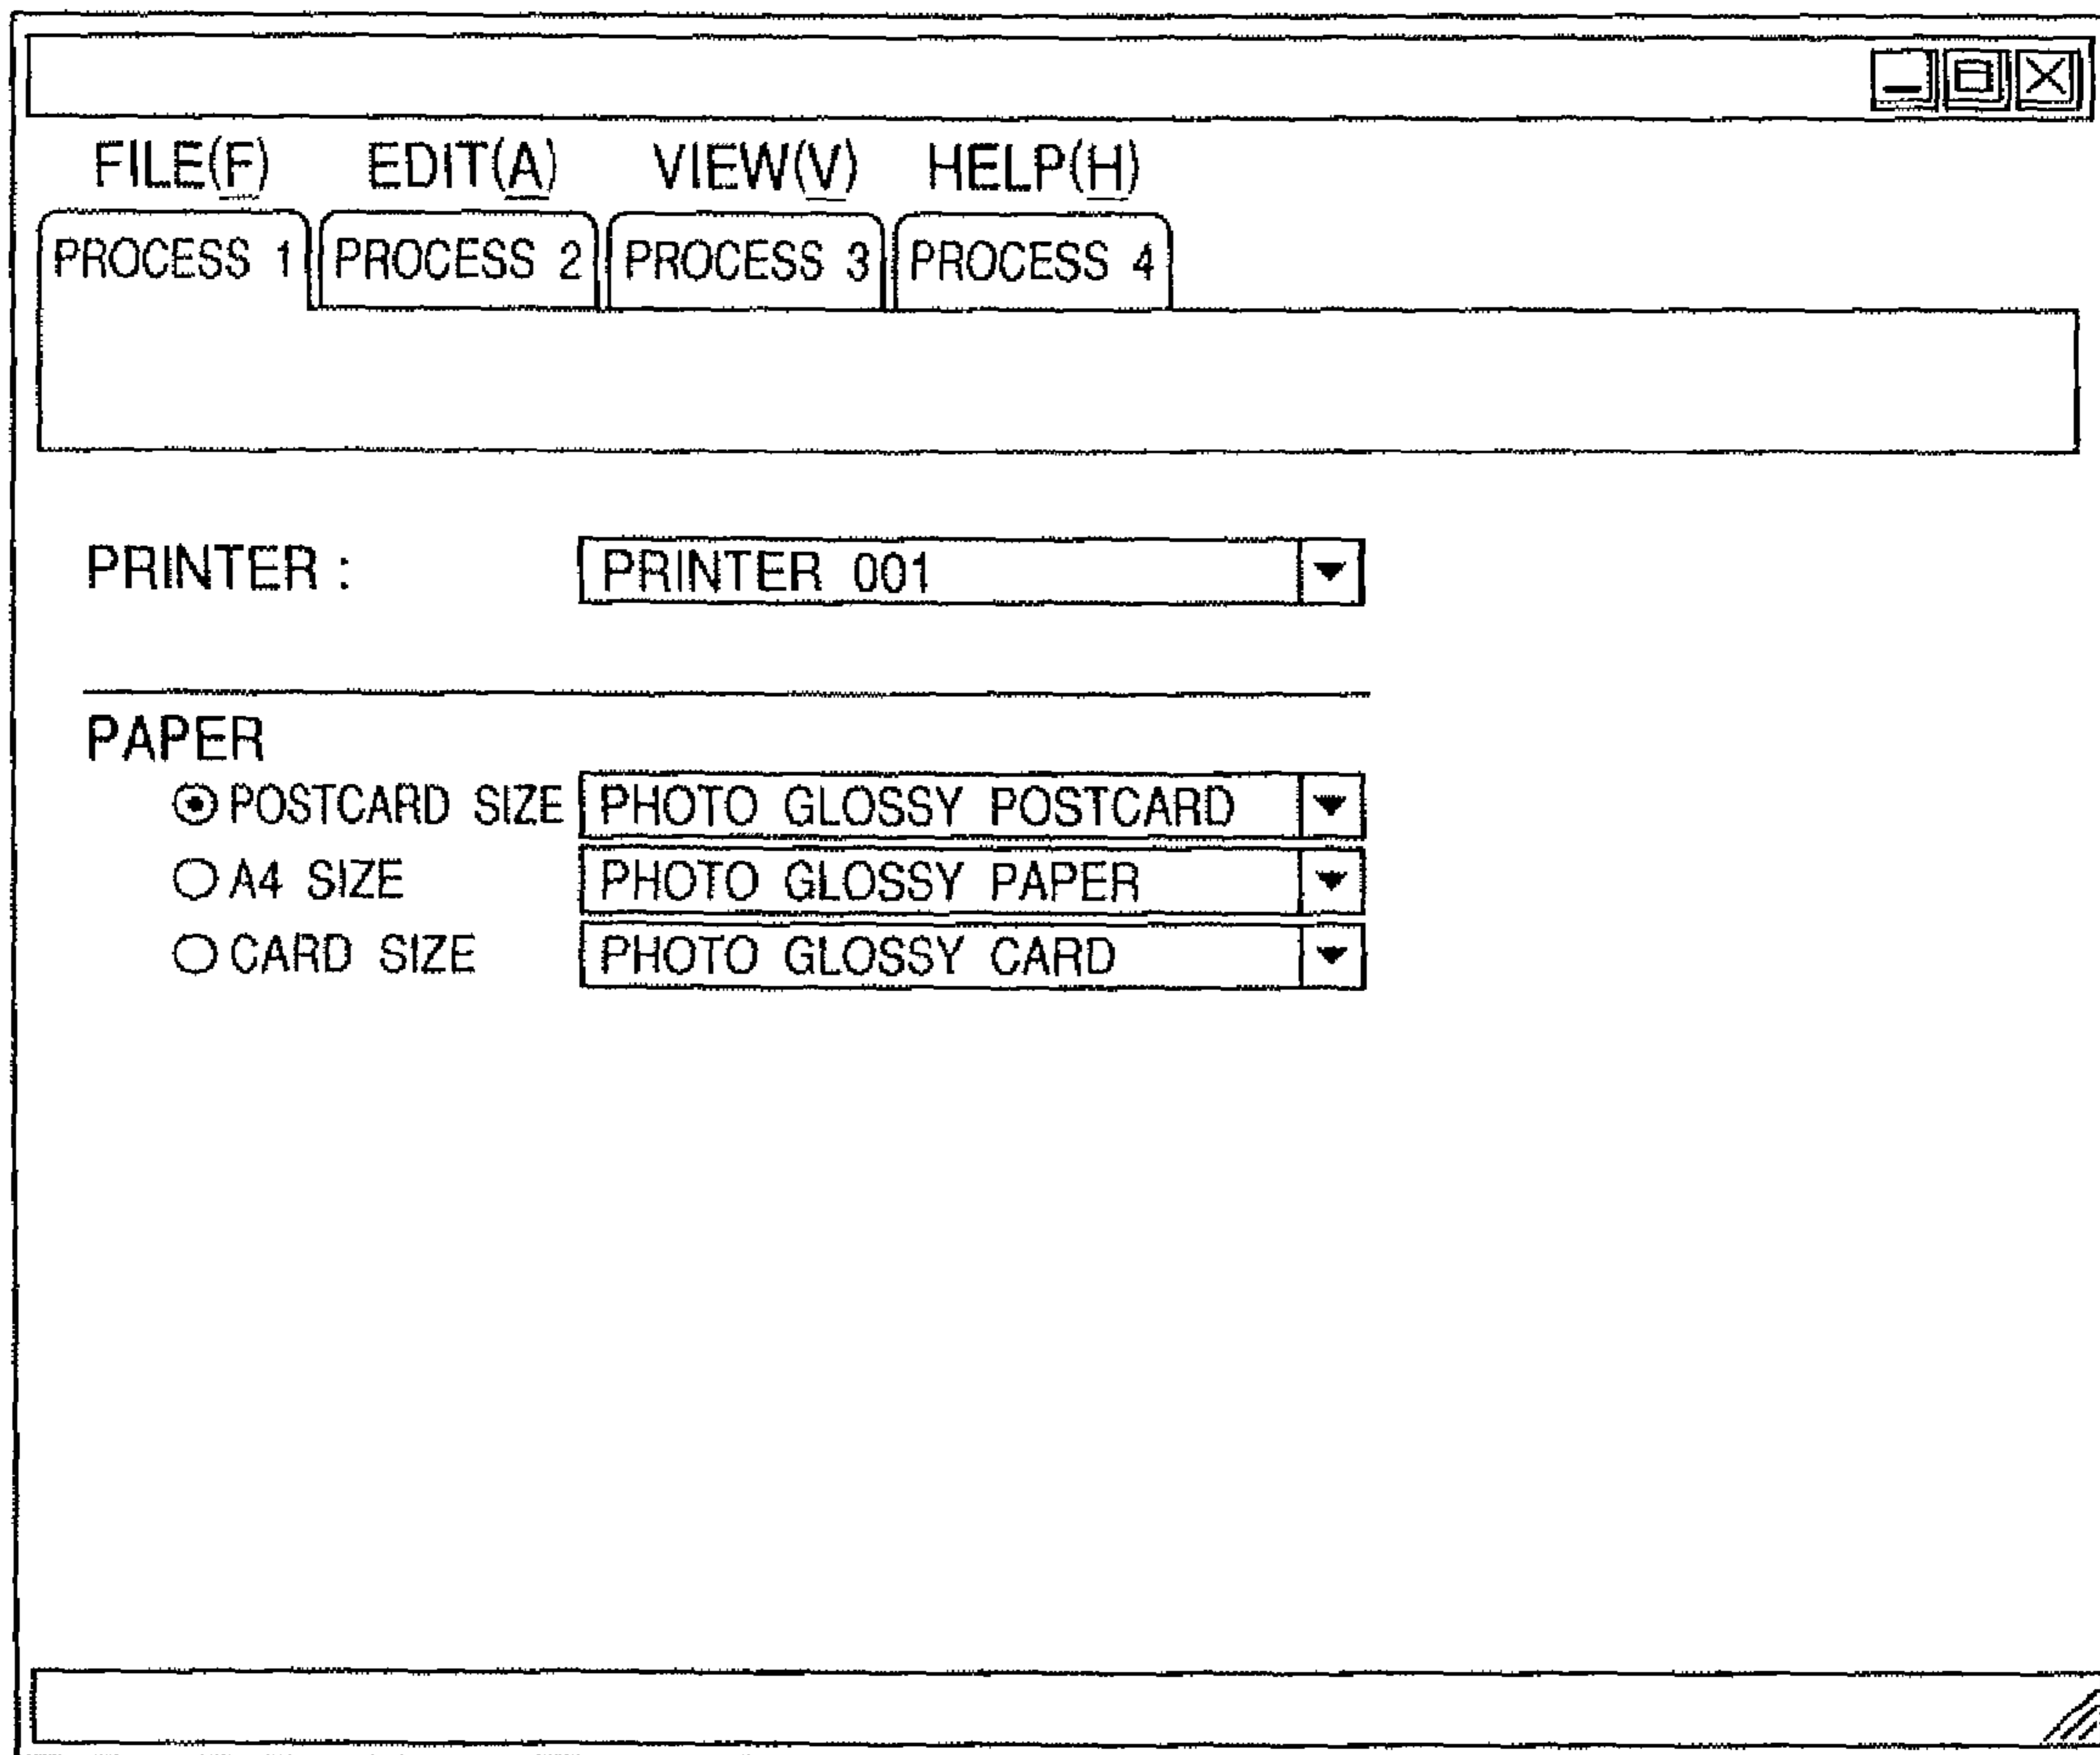 FILE(F) EDIT(A) VIEW(V) HELP(H)
PROCESS 1 PROCESS 2 PROCESS 3 PROCESS 4
PRINTER : PRINTER 001
PAPER
POSTCARD SIZE PHOTO GLOSSY POSTCARD
A4 SIZE PHOTO GLOSSY PAPER
CARD SIZE PHOTO GLOSSY CARD